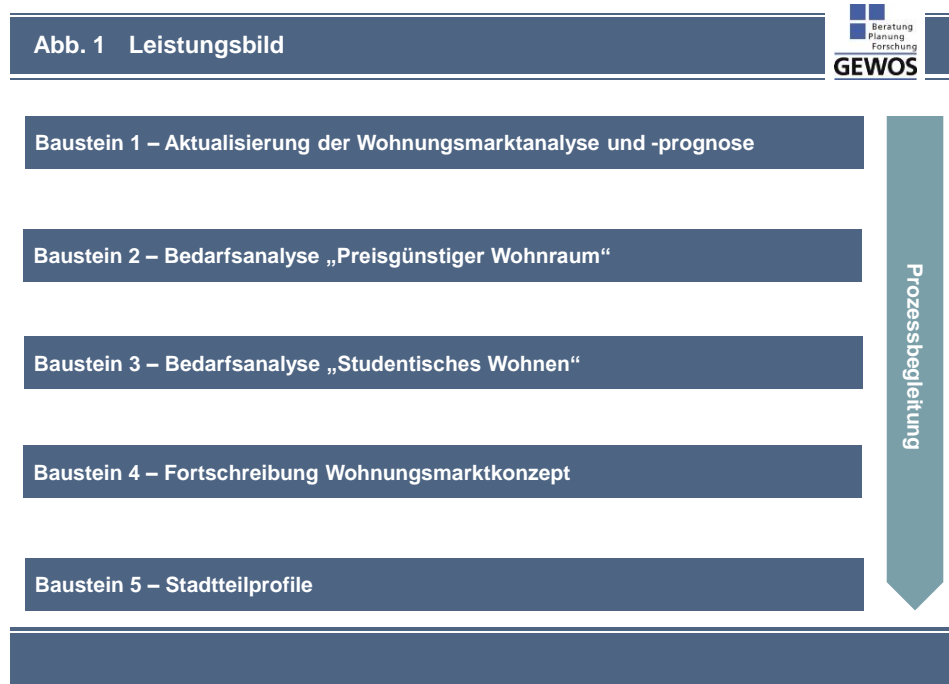 Abb. 1 Leistungsbild
Beratung
Planung
Forschung
GEWOS
Baustein 1 – Aktualisierung der Wohnungsmarktanalyse und -prognose
Baustein 2 – Bedarfsanalyse „Preisgünstiger Wohnraum“
Baustein 3 – Bedarfsanalyse „Studentisches Wohnen“
Baustein 4 – Fortschreibung Wohnungsmarktkonzept
Baustein 5 – Stadtteilprofile
Prozessbegleitung